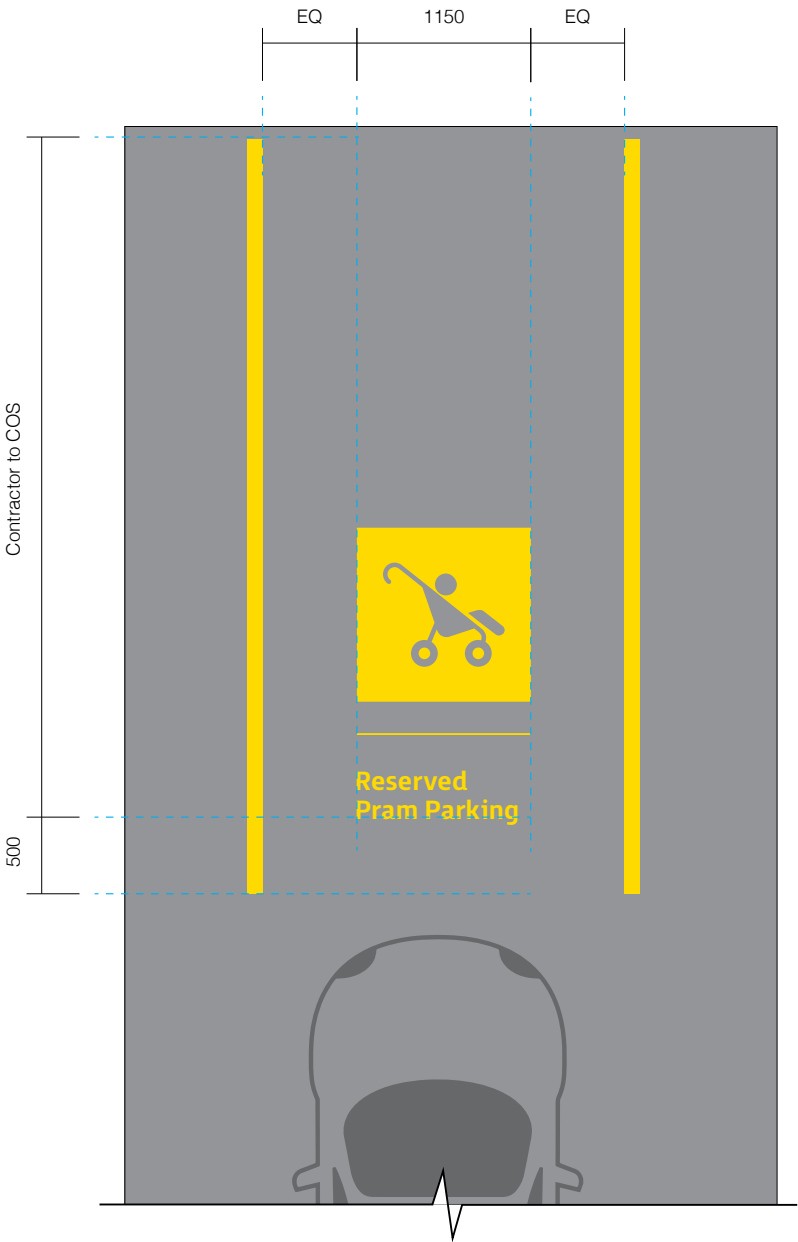 EQ
1150
EQ
Contractor to COS
Reserved
Pram Parking
500